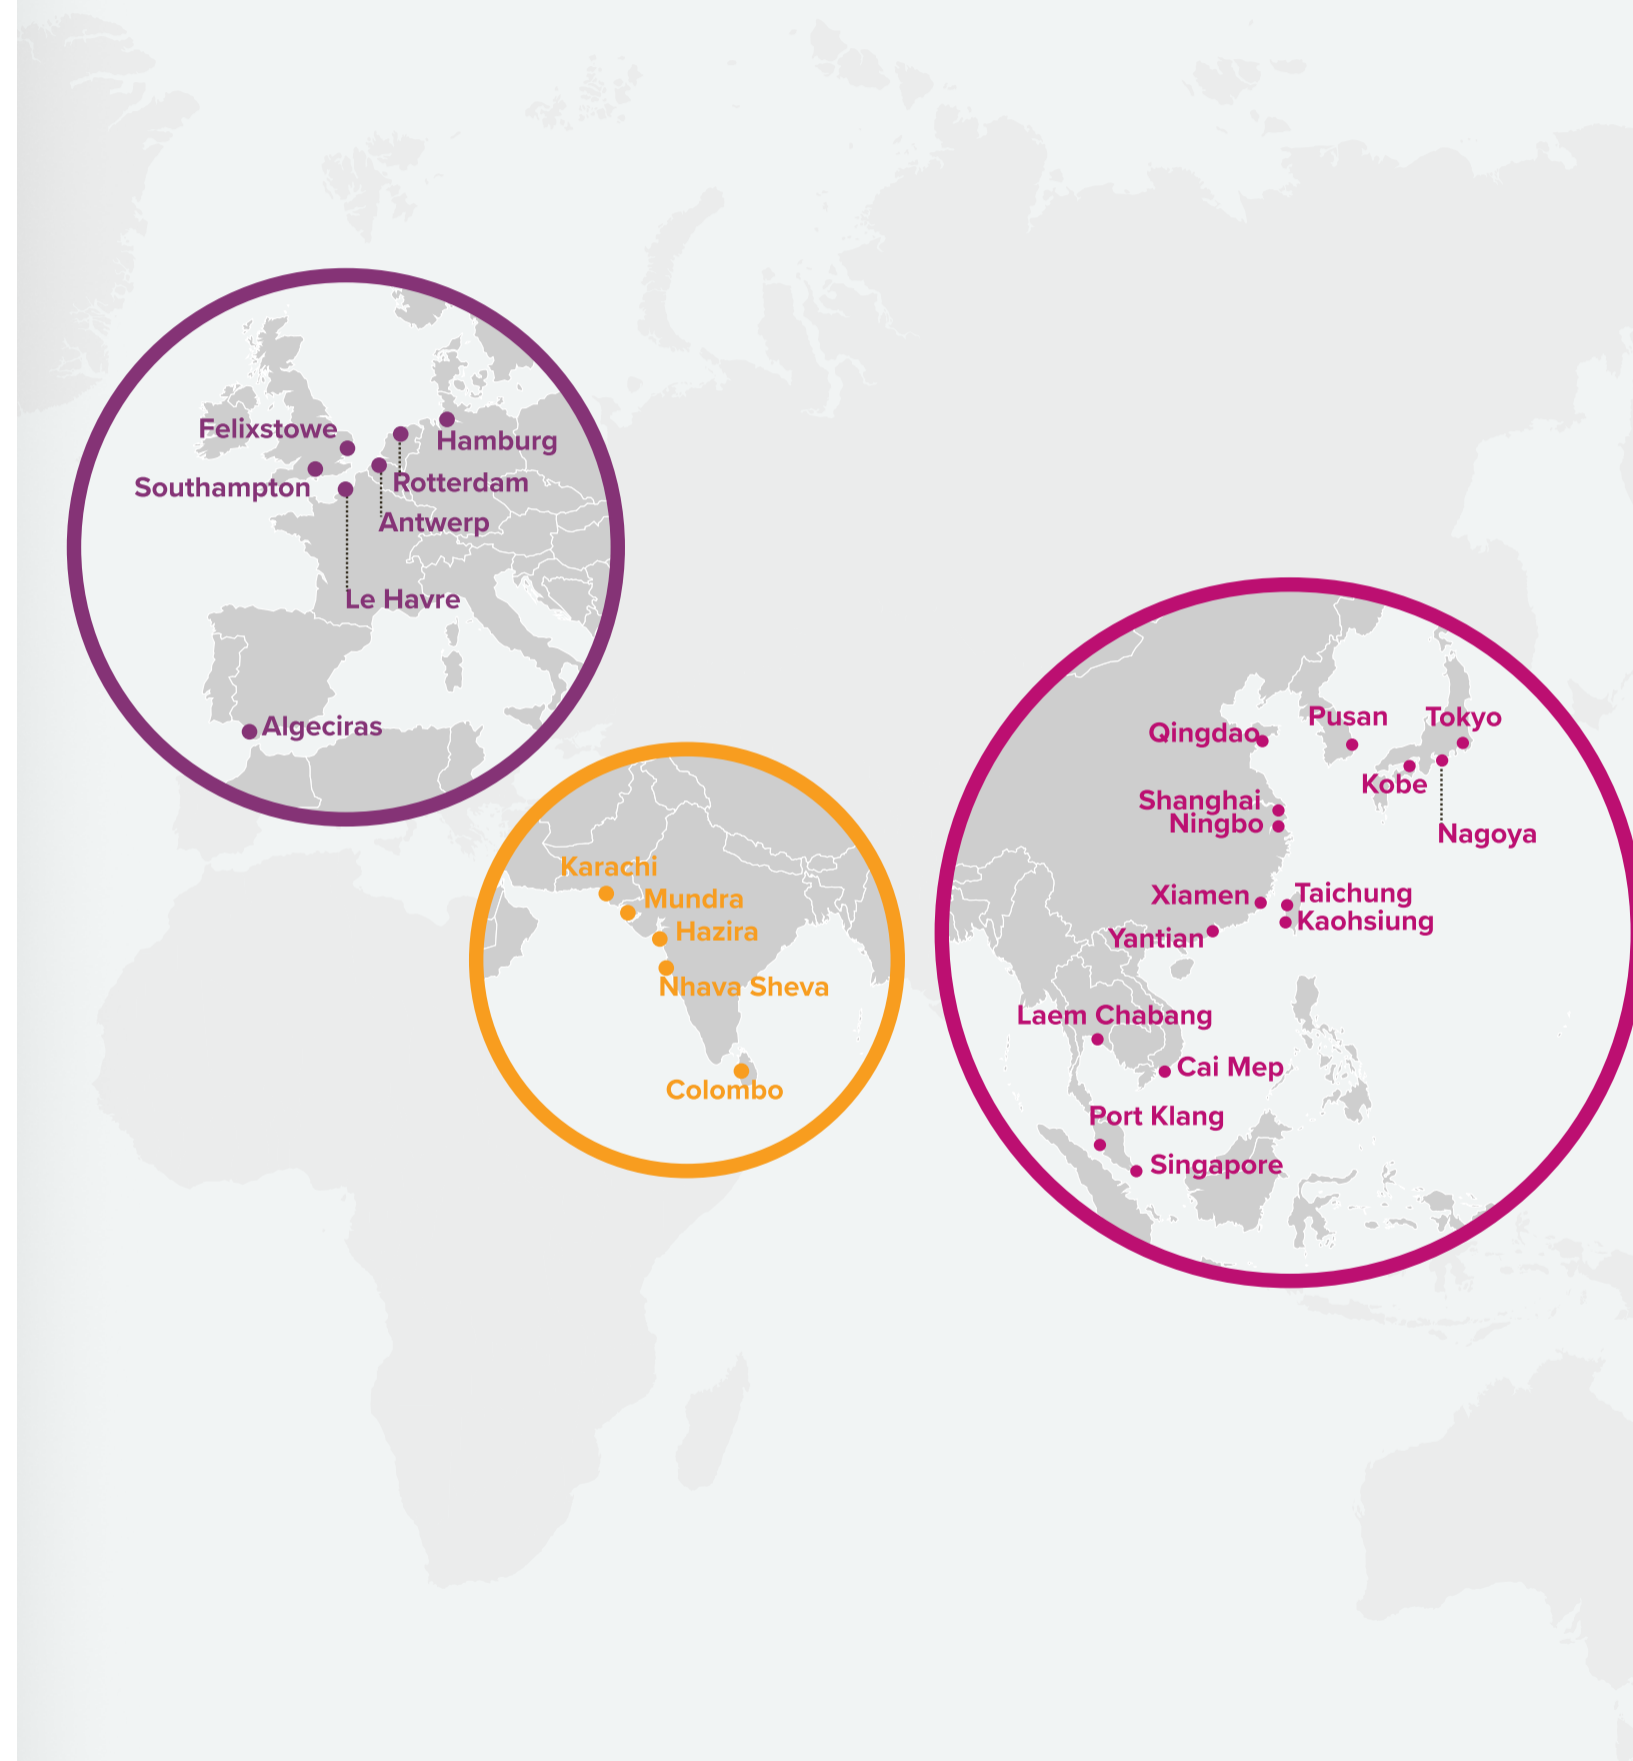 Felixstowe
Hamburg
Southampton
Rotterdam
Antwerp
Le Havre
Algeciras
Karachi
Mundra
Hazira
Nhava Sheva
Colombo
Qingdao
Pusan
Tokyo
Kobe
Shanghai
Ningbo
Nagoya
Xiamen
Taichung
Kaohsiung
Yantian
Laem Chabang
Cai Mep
Port Klang
Singapore